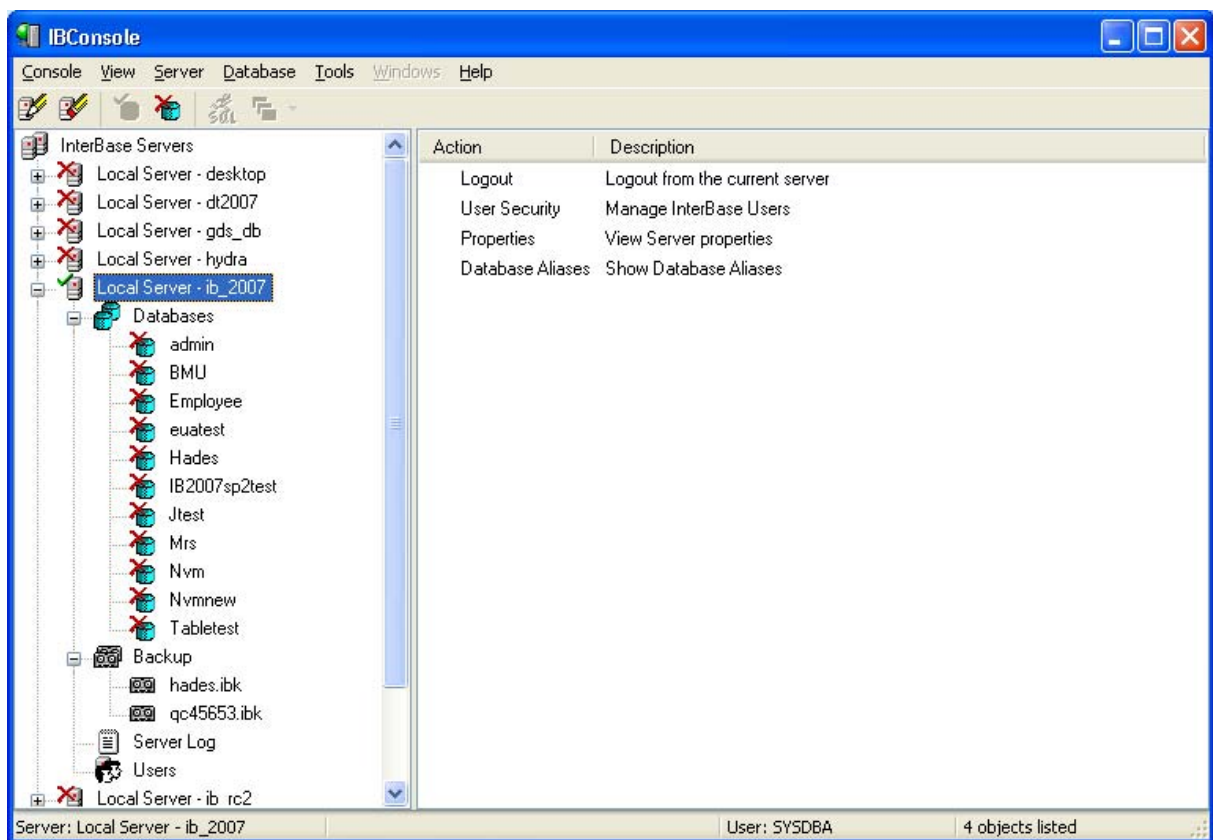 IBConsole
Console View Server Database Tools Windows Help
SQL
InterBase Servers
Local Server - desktop
Local Server - dt2007
Local Server - gds_db
Local Server - hydra
Local Server - ib_2007
Databases
admin
BMU
Employee
euatest
Hades
IB2007sp2test
Jtest
Mrs
Nvm
Nvmnew
Tabletest
Backup
hades.ibk
qc45653.ibk
Server Log
Users
Local Server - ib_rc2
Action Description
Logout Logout from the current server
User Security Manage InterBase Users
Properties View Server properties
Database Aliases Show Database Aliases
Server: Local Server - ib_2007 User: SYSDBA 4 objects listed